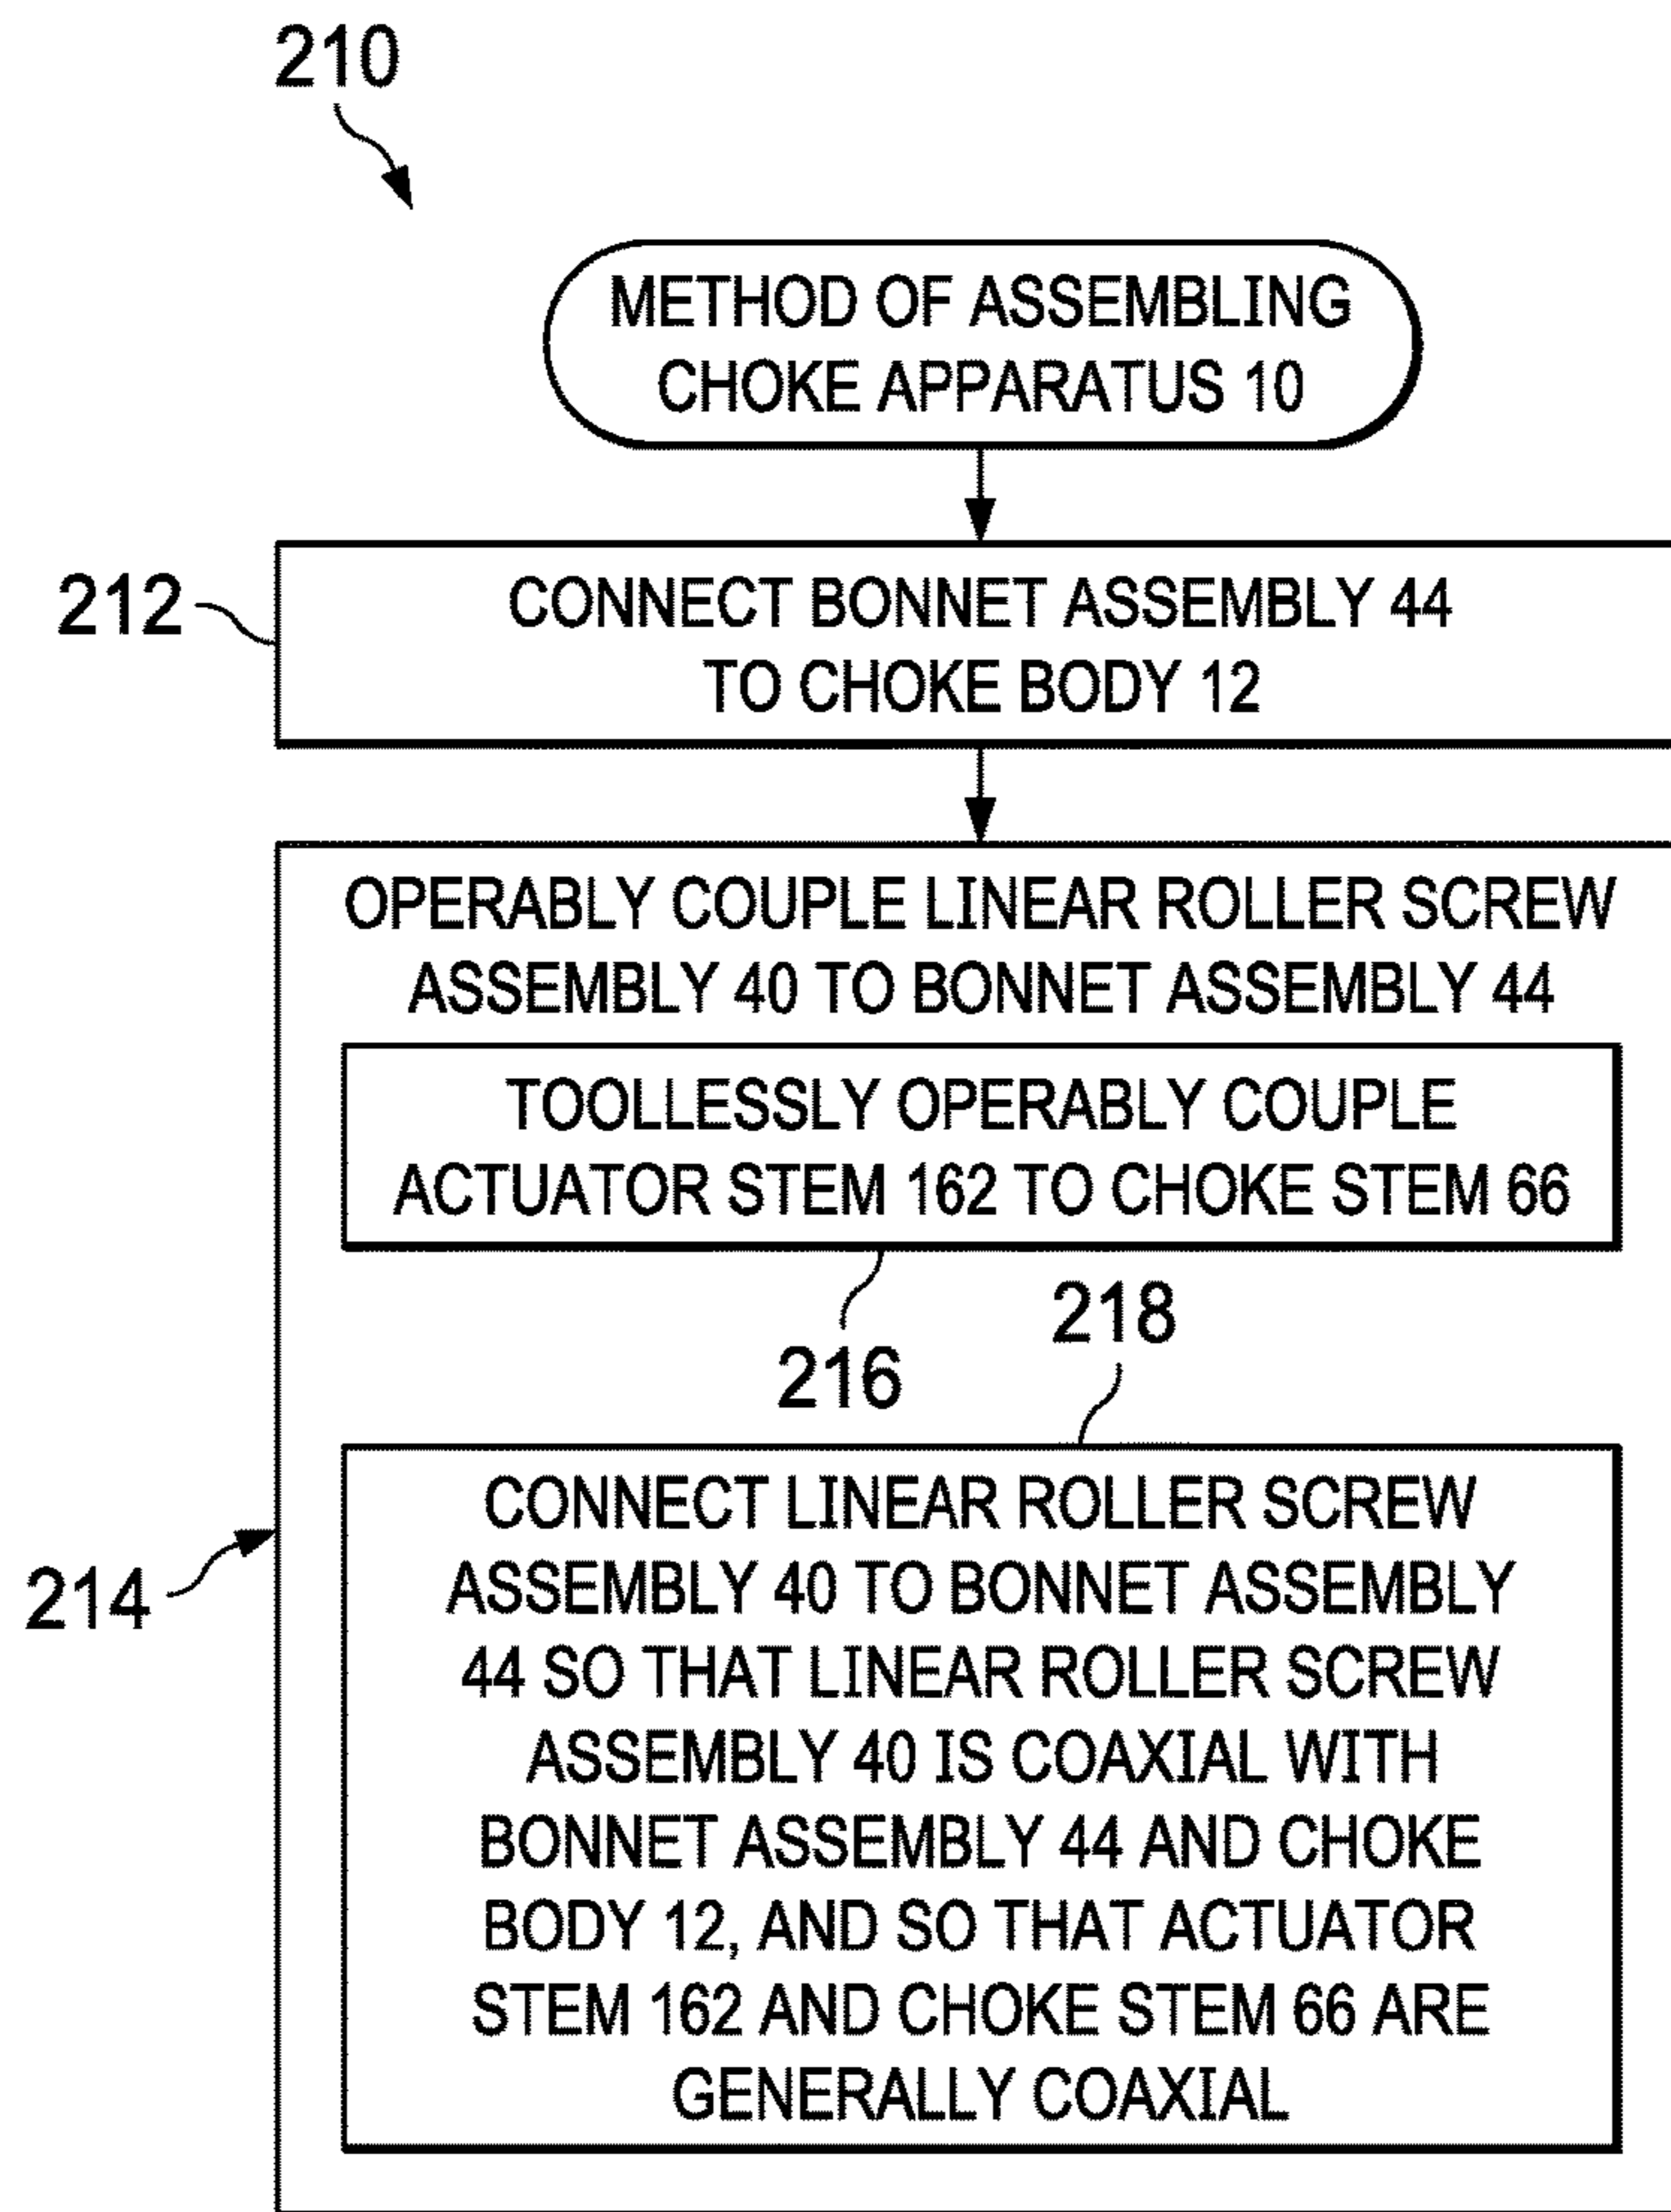 210
METHOD OF ASSEMBLING
CHOKE APPARATUS 10
212
CONNECT BONNET ASSEMBLY 44
TO CHOKE BODY 12
OPERABLY COUPLE LINEAR ROLLER SCREW
ASSEMBLY 40 TO BONNET ASSEMBLY 44
TOOLLESSLY OPERABLY COUPLE
ACTUATOR STEM 162 TO CHOKE STEM 66
216
218
214
CONNECT LINEAR ROLLER SCREW
ASSEMBLY 40 TO BONNET ASSEMBLY
44 SO THAT LINEAR ROLLER SCREW
ASSEMBLY 40 IS COAXIAL WITH
BONNET ASSEMBLY 44 AND CHOKE
BODY 12, AND SO THAT ACTUATOR
STEM 162 AND CHOKE STEM 66 ARE
GENERALLY COAXIAL